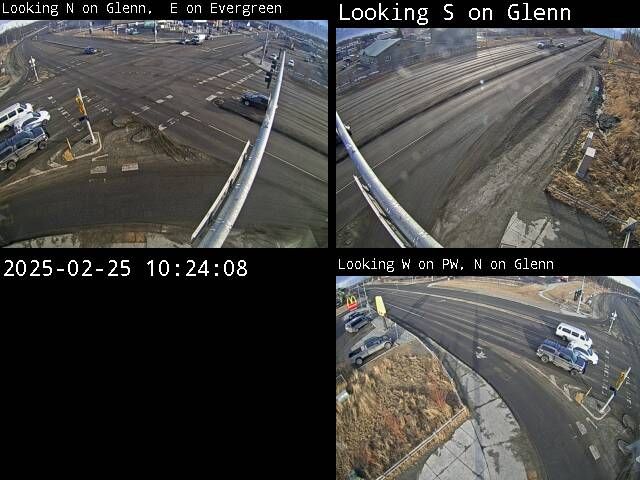 Looking N on Glenn,  E on Evergreen
Looking S on Glenn
2025-02-25 10:24:08
Looking W on PW, N on Glenn